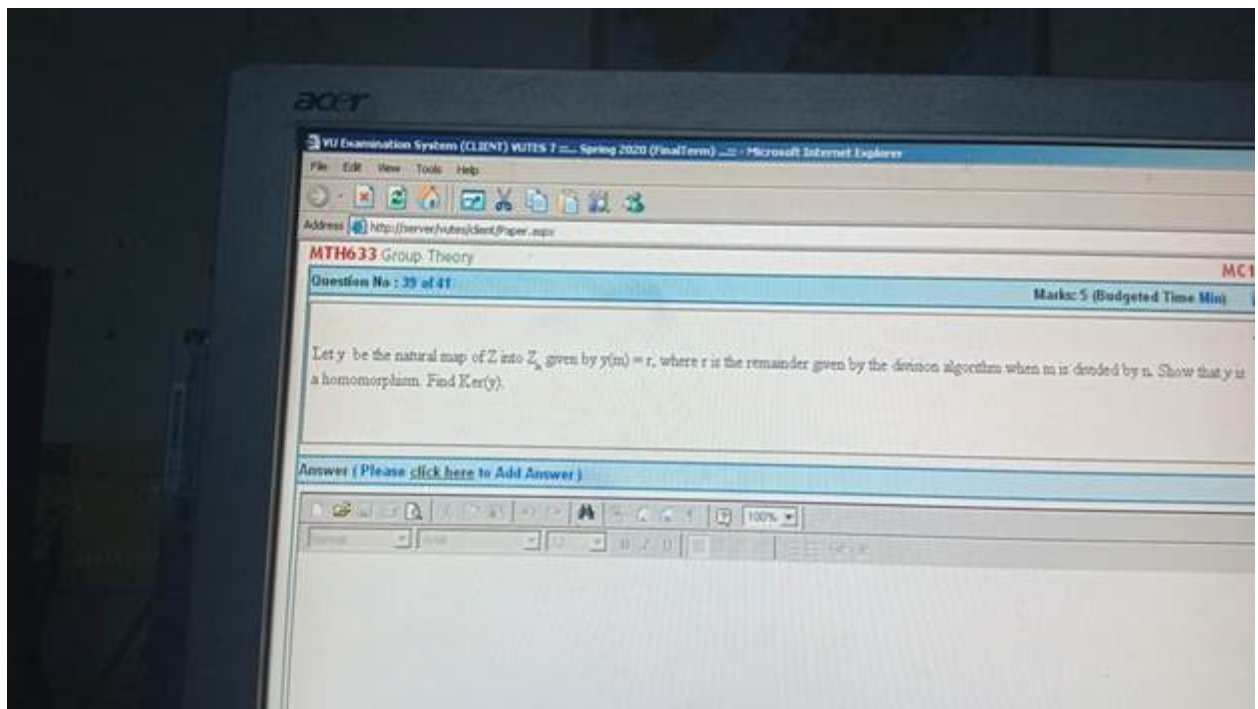 acer
VU Examination System (CLIENT) VUTES 7 ::... Spring 2020 (FinalTerm) ...:: - Microsoft Internet Explorer
File Edit View Tools Help
Address http://server/vutes/client/Paper.aspx
MTH633 Group Theory
MC1
Question No : 39 of 41
Marks: 5 (Budgeted Time Min)
Let y be the natural map of Z into Zn given by y(m) = r, where r is the remainder given by the division algorithm when m is divided by n. Show that y is
a homomorphism. Find Ker(y).
Answer ( Please click here to Add Answer )
100%
Normal Arial 12 B I U